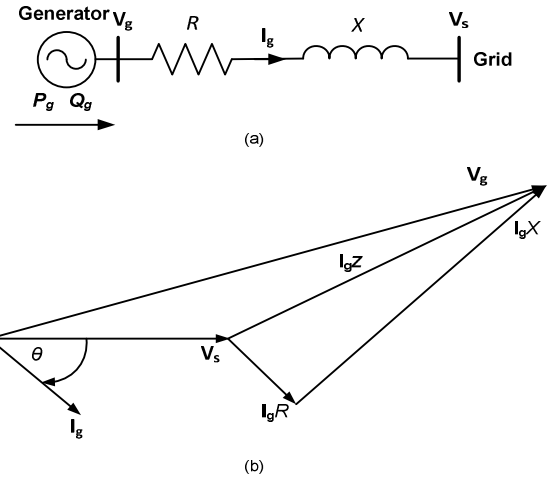 Generator V_g R I_g X V_s
Grid
P_g Q_g
(a)
V_g
I_gX
I_gz
θ
V_s
I_gR
I_g
(b)